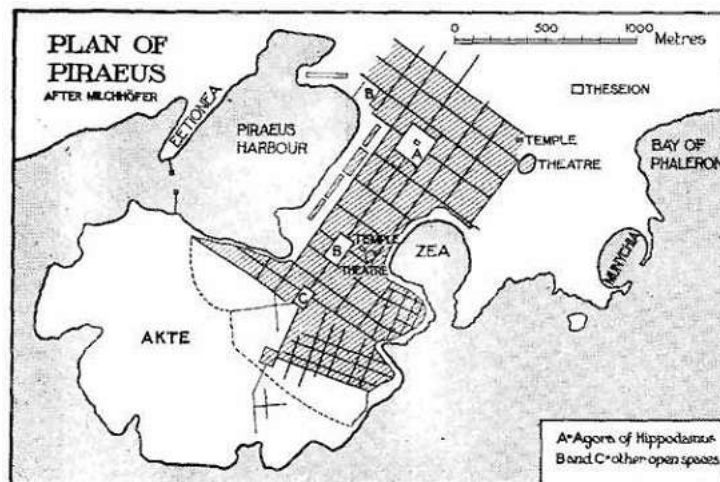 PLAN OF
PIRAEUS
AFTER MILCHHÖFER
0 500 1000 Metres
EETIONEA
PIRAEUS
HARBOUR
B
A
THESEION
TEMPLE
THEATRE
BAY OF
PHALERON
B
TEMPLE
THEATRE
ZEA
MUNYCHIA
C
AKTE
A=Agora of Hippodamus
B and C=other open spaces